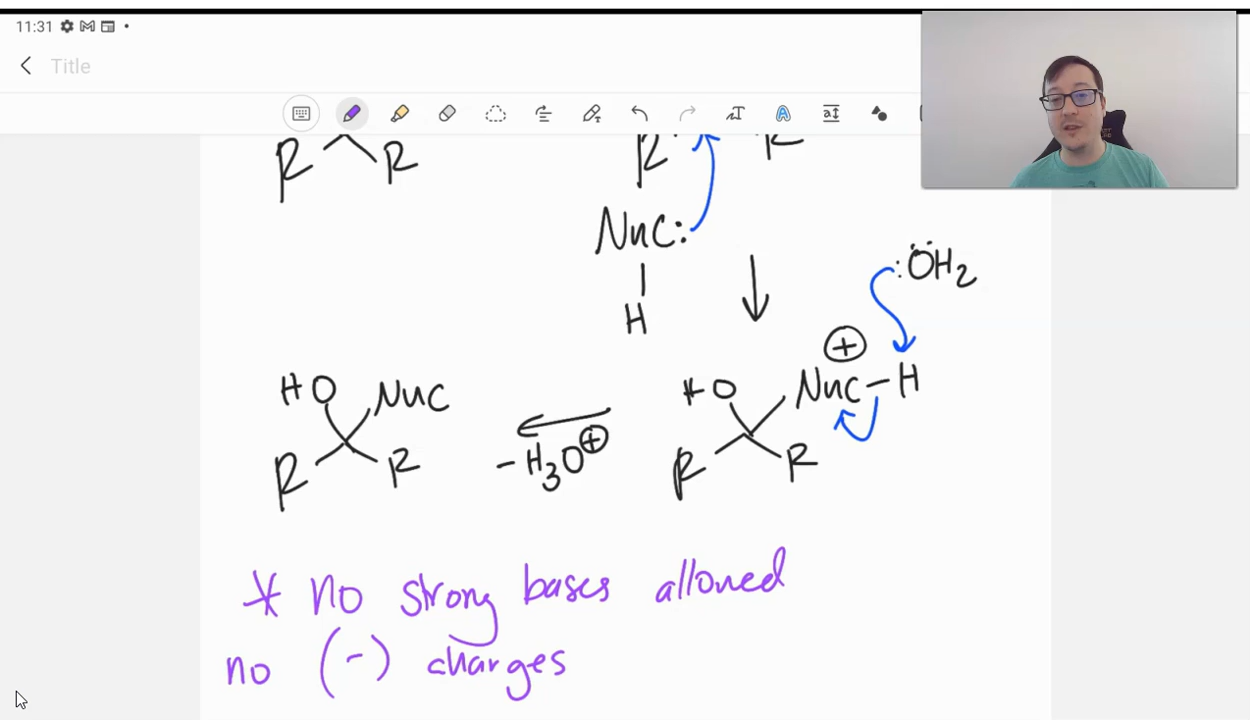 11:31
Title
R R
R R
Nuc:
H
:ÖH2
+
HO Nuc
HO Nuc–H
R R
-H3O+
R R
* no strong bases allowed
no (-) charges